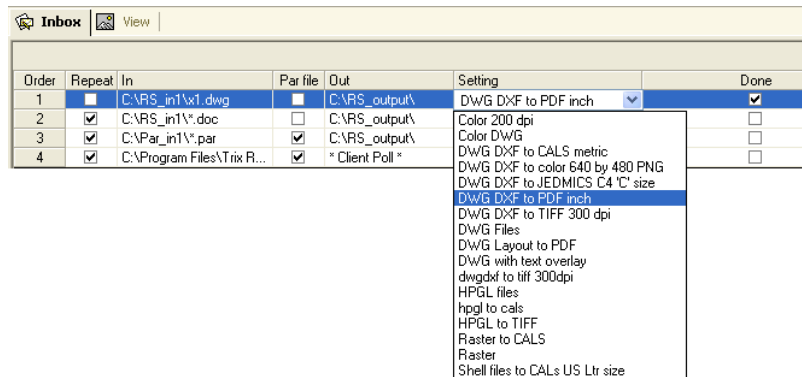 Inbox View
Order Repeat In Par file Out Setting Done
1 C:\RS_in1\x1.dwg C:\RS_output\ DWG DXF to PDF inch
2 C:\RS_in1\*.doc C:\RS_output\
3 C:\Par_in1\*.par C:\RS_output\
4 C:\Program Files\Trix R... * Client Poll *
Color 200 dpi
Color DWG
DWG DXF to CALS metric
DWG DXF to color 640 by 480 PNG
DWG DXF to JEDMICS C4 'C' size
DWG DXF to PDF inch
DWG DXF to TIFF 300 dpi
DWG Files
DWG Layout to PDF
DWG with text overlay
dwgdxf to tiff 300dpi
HPGL files
hpgl to cals
HPGL to TIFF
Raster to CALS
Raster
Shell files to CALs US Ltr size